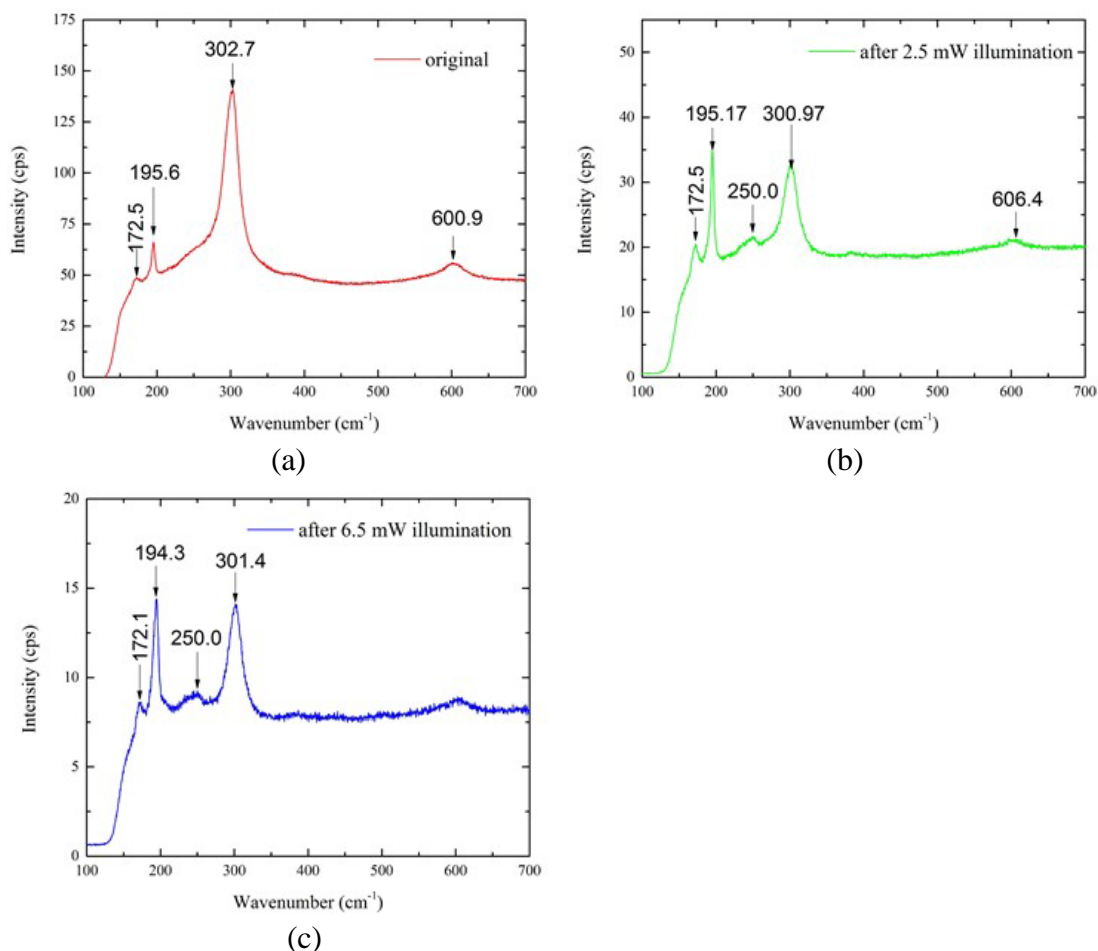 175
150
125
100
75
50
25
0
100 200 300 400 500 600 700
Intensity (cps)
Wavenumber (cm⁻¹)
original
172.5
195.6
302.7
600.9
(a)
50
40
30
20
10
0
100 200 300 400 500 600 700
Intensity (cps)
Wavenumber (cm⁻¹)
after 2.5 mW illumination
172.5
195.17
250.0
300.97
606.4
(b)
20
15
10
5
0
100 200 300 400 500 600 700
Intensity (cps)
Wavenumber (cm⁻¹)
after 6.5 mW illumination
172.1
194.3
250.0
301.4
(c)